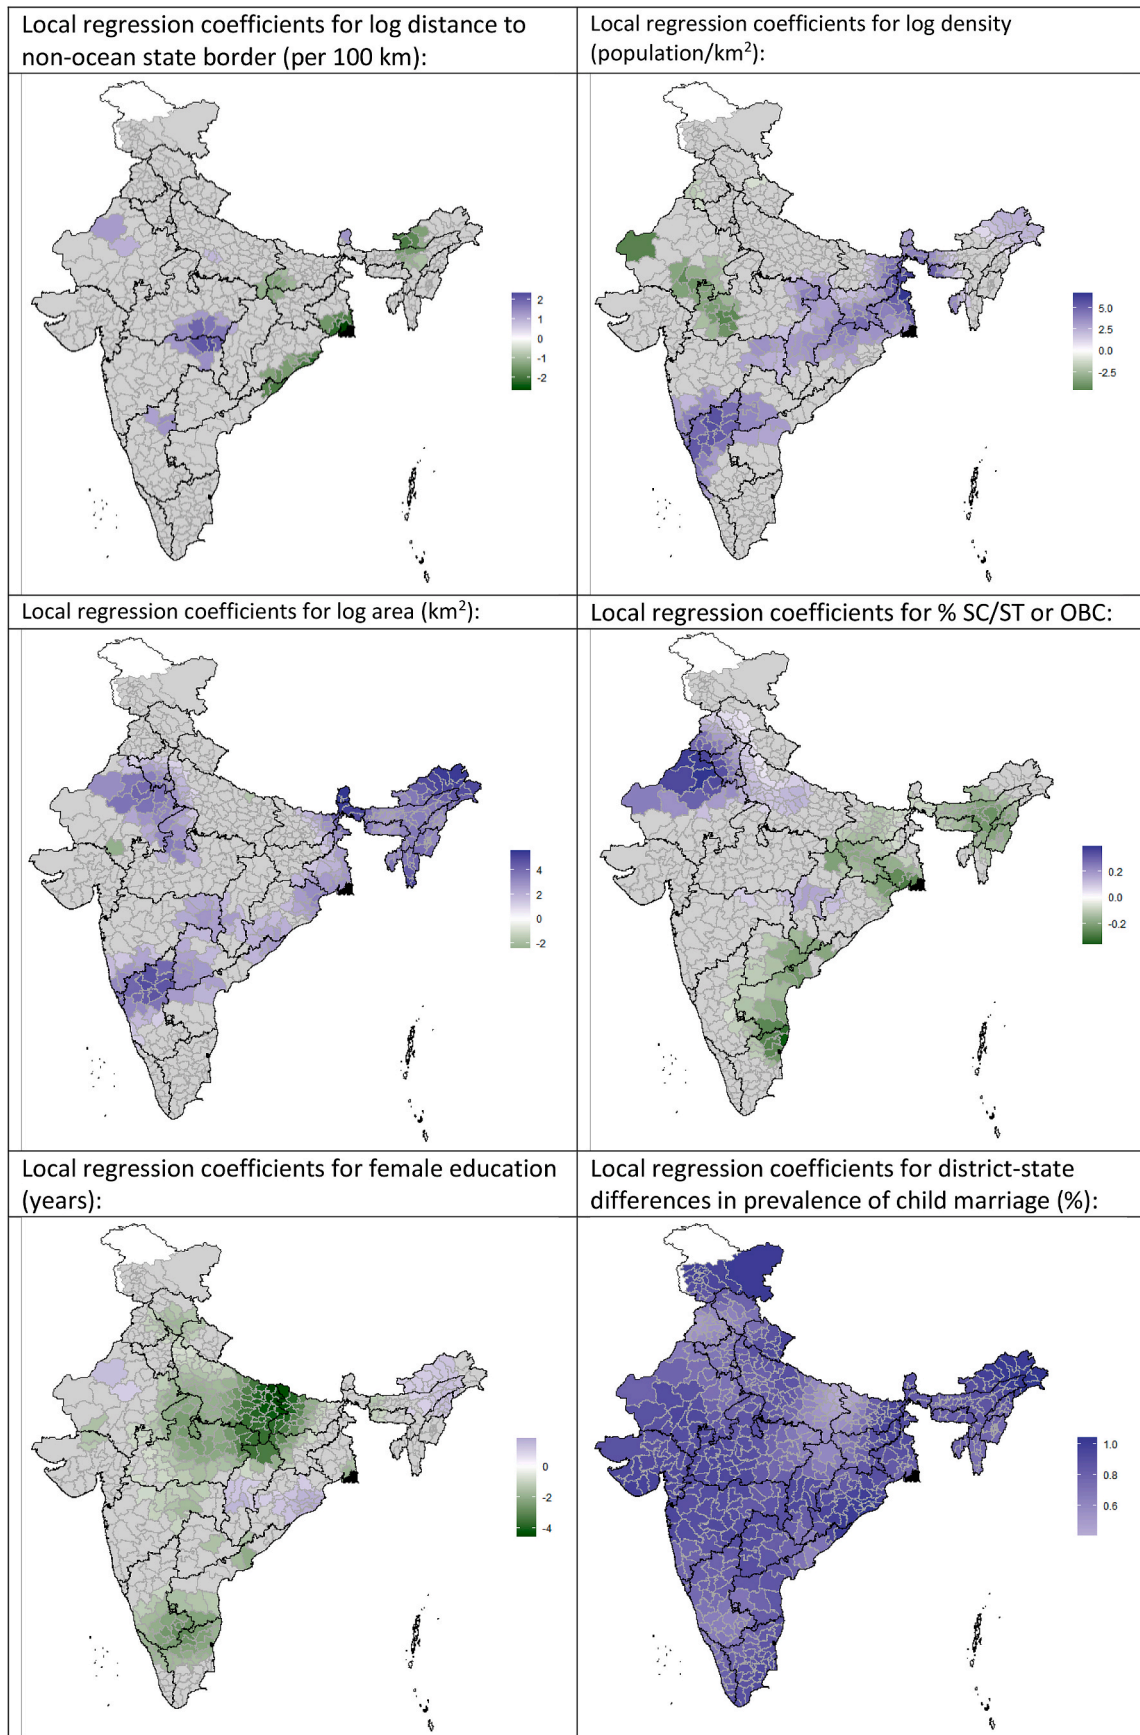 Local regression coefficients for log distance to
non-ocean state border (per 100 km):
2
1
0
-1
-2
Local regression coefficients for log density
(population/km²):
5.0
2.5
0.0
-2.5
Local regression coefficients for log area (km²):
4
2
0
-2
Local regression coefficients for % SC/ST or OBC:
0.2
0.0
-0.2
Local regression coefficients for female education
(years):
0
-2
-4
Local regression coefficients for district-state
differences in prevalence of child marriage (%):
1.0
0.8
0.6